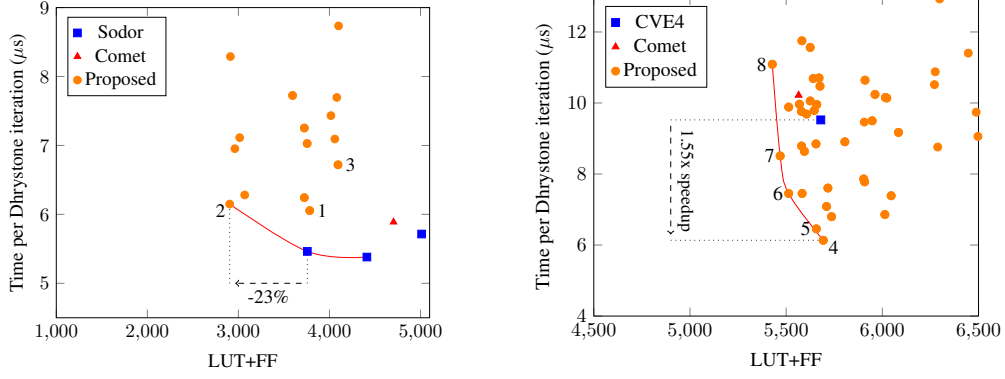 9
8
7
6
5
Time per Dhrystone iteration (μs)
Sodor
Comet
Proposed
3
1
2
-23%
1,000
2,000
3,000
4,000
5,000
LUT+FF
12
10
8
6
4
Time per Dhrystone iteration (μs)
CVE4
Comet
Proposed
8
7
6
5
4
1.55x speedup
4,500
5,000
5,500
6,000
6,500
LUT+FF